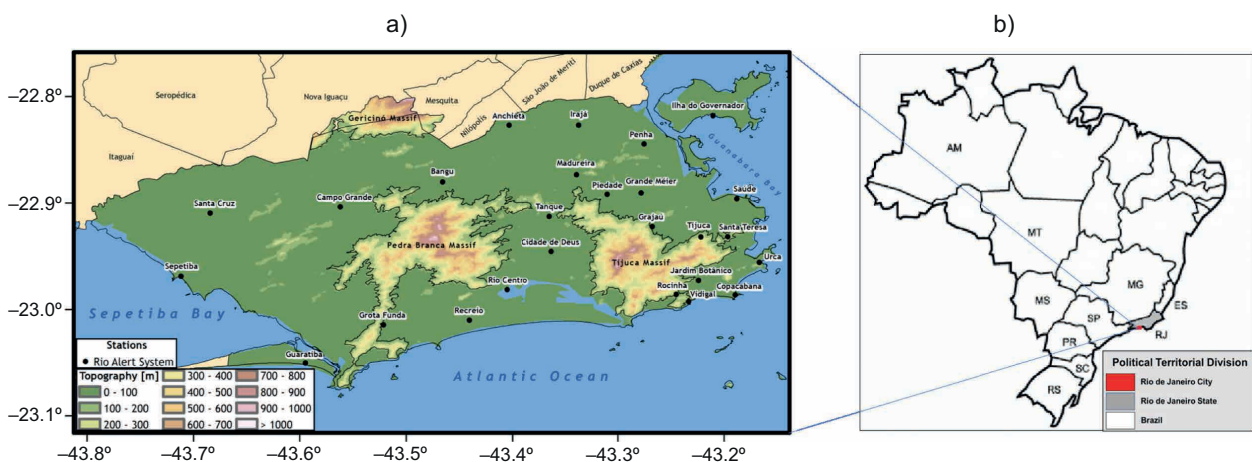 a)
b)
–22.8º
–22.9º
–23.0º
–23.1º
–43.8º
–43.7º
–43.6º
–43.5º
–43.4º
–43.3º
–43.2º
Seropédica
Nova Iguaçu
Mesquita
São João de Meriti
Duque de Caxias
Nilópolis
Itaguaí
Gericinó Massif
Anchieta
Irajá
Ilha do Governador
Penha
Guanabara Bay
Madureira
Bangu
Piedade
Grande Meier
Saude
Santa Cruz
Campo Grande
Tanque
Grajaú
Tijuca
Santa Teresa
Pedra Branca Massif
Cidade de Deus
Tijuca Massif
Urca
Jardim Botanico
Sepetiba
Rio Centro
Rocinha
Copacabana
Vidigal
Sepetiba Bay
Grota Funda
Recreio
Guaratiba
Atlantic Ocean
Stations
Rio Alert System
Topography [m]
0 - 100
100 - 200
200 - 300
300 - 400
400 - 500
500 - 600
600 - 700
700 - 800
800 - 900
900 - 1000
> 1000
AM
MT
MG
ES
MS
SP
RJ
PR
SC
RS
Political Territorial Division
Rio de Janeiro City
Rio de Janeiro State
Brazil